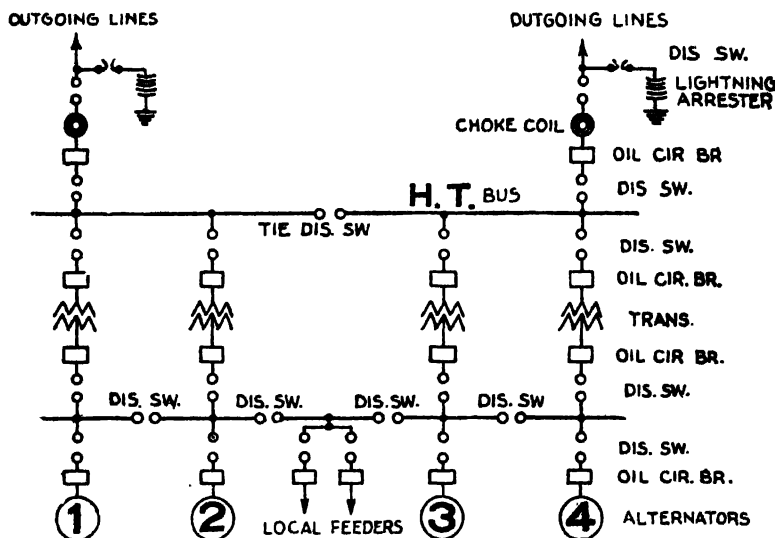 OUTGOING LINES
OUTGOING LINES
DIS SW.
LIGHTNING
ARRESTER
CHOKE COIL
OIL CIR BR
DIS SW.
H. T. BUS
TIE DIS. SW
DIS. SW.
OIL CIR. BR.
TRANS.
OIL CIR BR.
DIS. SW.
DIS. SW.
DIS. SW.
DIS. SW.
DIS. SW
DIS. SW.
OIL CIR. BR.
1
2
3
4
ALTERNATORS
LOCAL FEEDERS